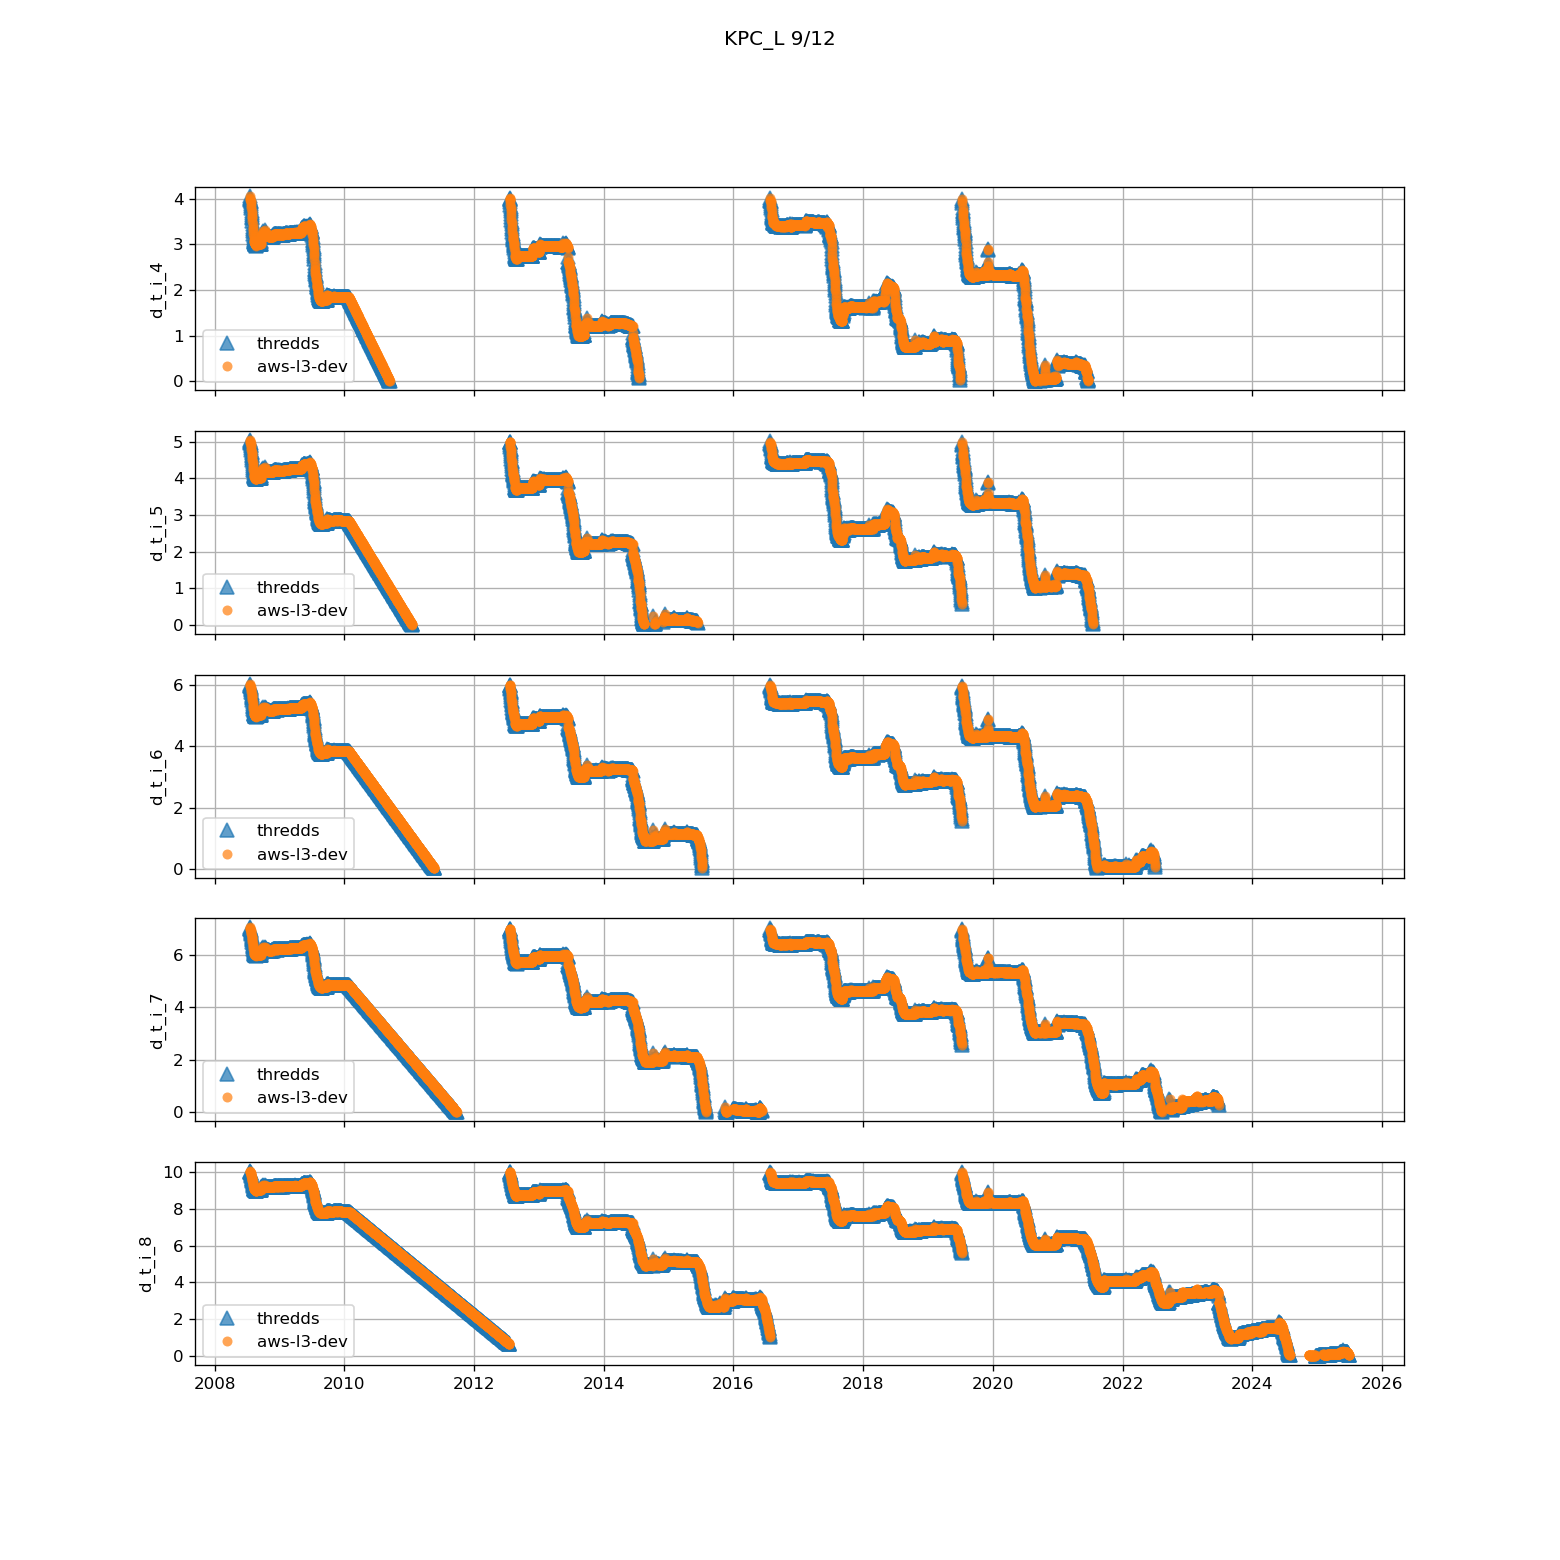 KPC_L 9/12
4
3
2
1
0
d_t_i_4
thredds
aws-l3-dev
5
4
3
2
1
0
d_t_i_5
thredds
aws-l3-dev
6
4
2
0
d_t_i_6
thredds
aws-l3-dev
6
4
2
0
d_t_i_7
thredds
aws-l3-dev
10
8
6
4
2
0
d_t_i_8
thredds
aws-l3-dev
2008 2010 2012 2014 2016 2018 2020 2022 2024 2026